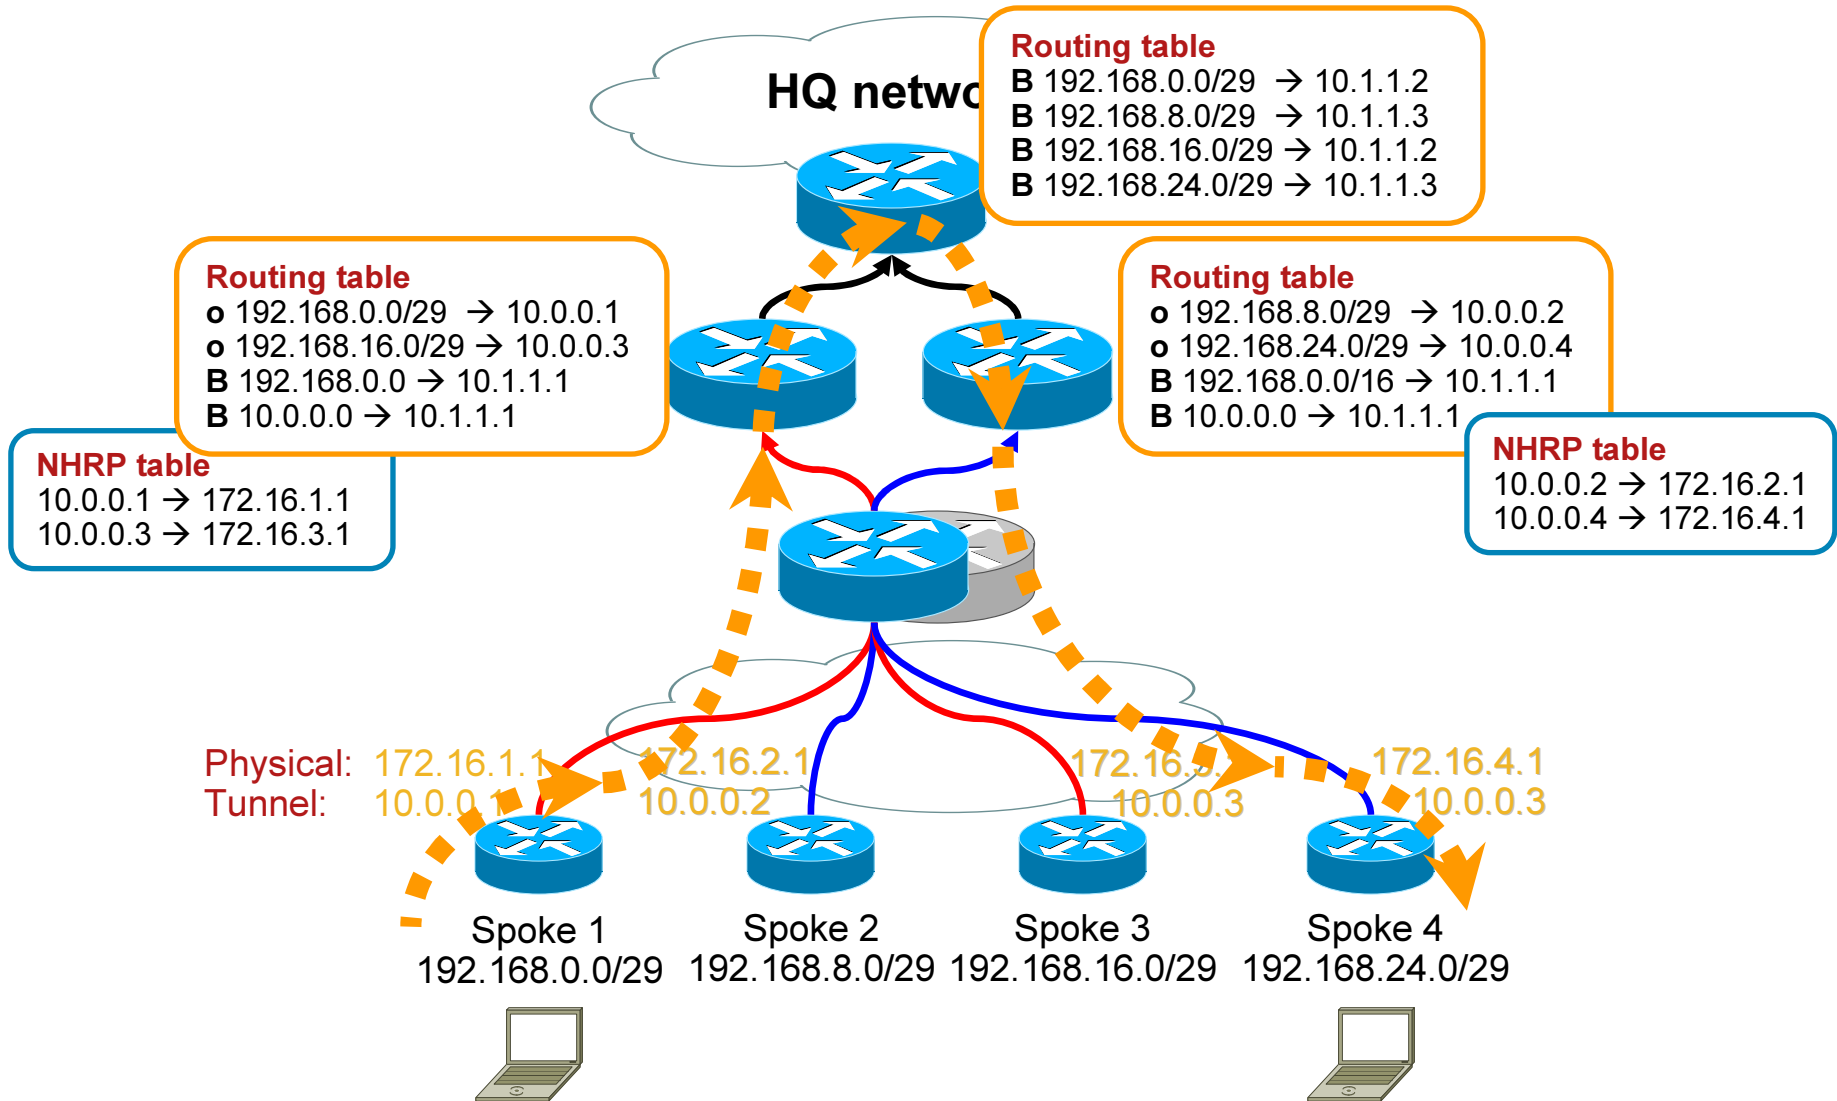 HQ netwo
Routing table
B 192.168.0.0/29 → 10.1.1.2
B 192.168.8.0/29 → 10.1.1.3
B 192.168.16.0/29 → 10.1.1.2
B 192.168.24.0/29 → 10.1.1.3
Routing table
o 192.168.0.0/29 → 10.0.0.1
o 192.168.16.0/29 → 10.0.0.3
B 192.168.0.0 → 10.1.1.1
B 10.0.0.0 → 10.1.1.1
Routing table
o 192.168.8.0/29 → 10.0.0.2
o 192.168.24.0/29 → 10.0.0.4
B 192.168.0.0/16 → 10.1.1.1
B 10.0.0.0 → 10.1.1.1
NHRP table
10.0.0.1 → 172.16.1.1
10.0.0.3 → 172.16.3.1
NHRP table
10.0.0.2 → 172.16.2.1
10.0.0.4 → 172.16.4.1
Physical: 172.16.1.1 172.16.2.1 172.16.3. 172.16.4.1
Tunnel: 10.0.0.1 10.0.0.2 10.0.0.3 10.0.0.3
Spoke 1
192.168.0.0/29
Spoke 2
192.168.8.0/29
Spoke 3
192.168.16.0/29
Spoke 4
192.168.24.0/29